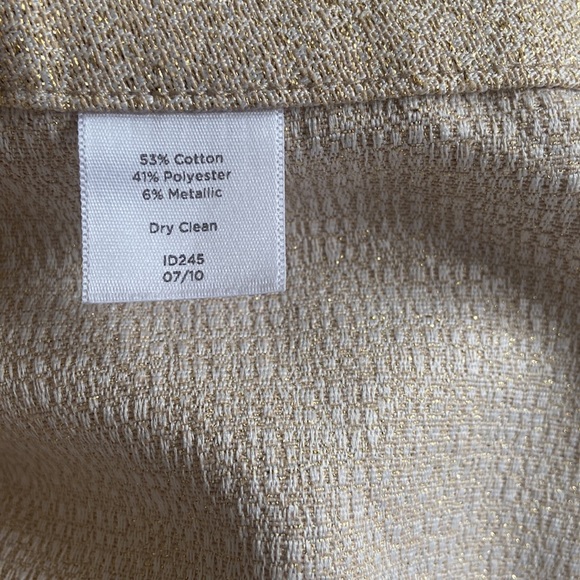 53% Cotton
41% Polyester
6% Metallic
Dry Clean
ID245
07/10